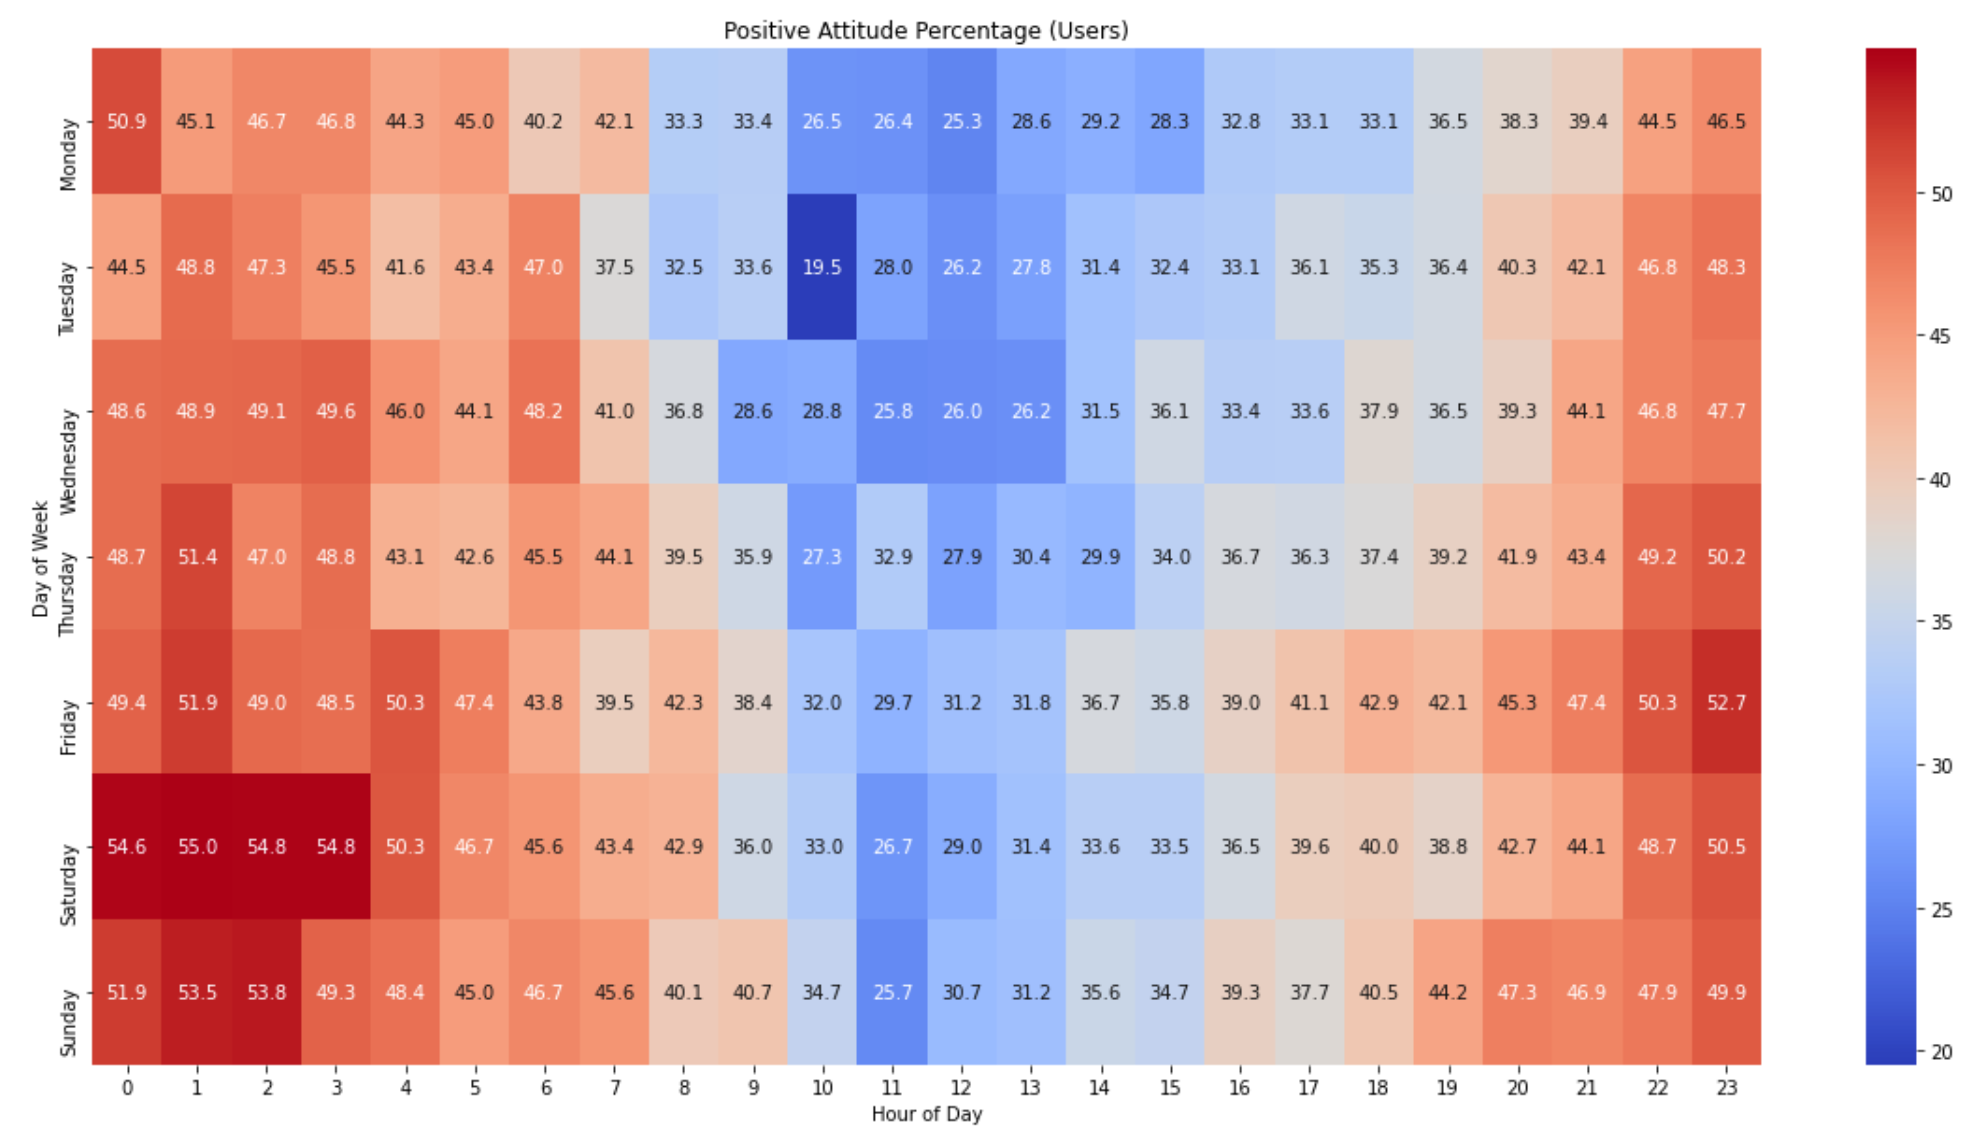 Positive Attitude Percentage (Users)
Monday 50.9 45.1 46.7 46.8 44.3 45.0 40.2 42.1 33.3 33.4 26.5 26.4 25.3 28.6 29.2 28.3 32.8 33.1 33.1 36.5 38.3 39.4 44.5 46.5
Tuesday 44.5 48.8 47.3 45.5 41.6 43.4 47.0 37.5 32.5 33.6 19.5 28.0 26.2 27.8 31.4 32.4 33.1 36.1 35.3 36.4 40.3 42.1 46.8 48.3
Wednesday 48.6 48.9 49.1 49.6 46.0 44.1 48.2 41.0 36.8 28.6 28.8 25.8 26.0 26.2 31.5 36.1 33.4 33.6 37.9 36.5 39.3 44.1 46.8 47.7
Day of Week
Thursday 48.7 51.4 47.0 48.8 43.1 42.6 45.5 44.1 39.5 35.9 27.3 32.9 27.9 30.4 29.9 34.0 36.7 36.3 37.4 39.2 41.9 43.4 49.2 50.2
Friday 49.4 51.9 49.0 48.5 50.3 47.4 43.8 39.5 42.3 38.4 32.0 29.7 31.2 31.8 36.7 35.8 39.0 41.1 42.9 42.1 45.3 47.4 50.3 52.7
Saturday 54.6 55.0 54.8 54.8 50.3 46.7 45.6 43.4 42.9 36.0 33.0 26.7 29.0 31.4 33.6 33.5 36.5 39.6 40.0 38.8 42.7 44.1 48.7 50.5
Sunday 51.9 53.5 53.8 49.3 48.4 45.0 46.7 45.6 40.1 40.7 34.7 25.7 30.7 31.2 35.6 34.7 39.3 37.7 40.5 44.2 47.3 46.9 47.9 49.9
0 1 2 3 4 5 6 7 8 9 10 11 12 13 14 15 16 17 18 19 20 21 22 23
Hour of Day
50
45
40
35
30
25
20